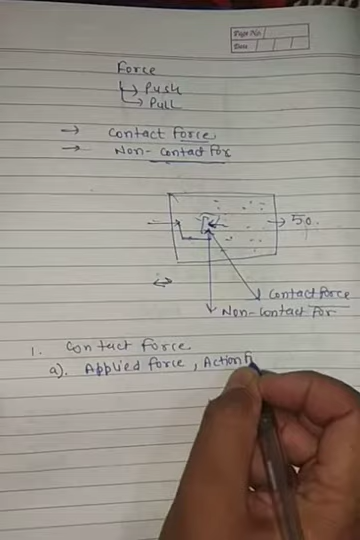 Page No.
Date
Force
→ Push
→ Pull
→ Contact force
→ Non-contact for
→ 50
Contact force
Non-contact for
1. Contact force
a). Applied force, Action